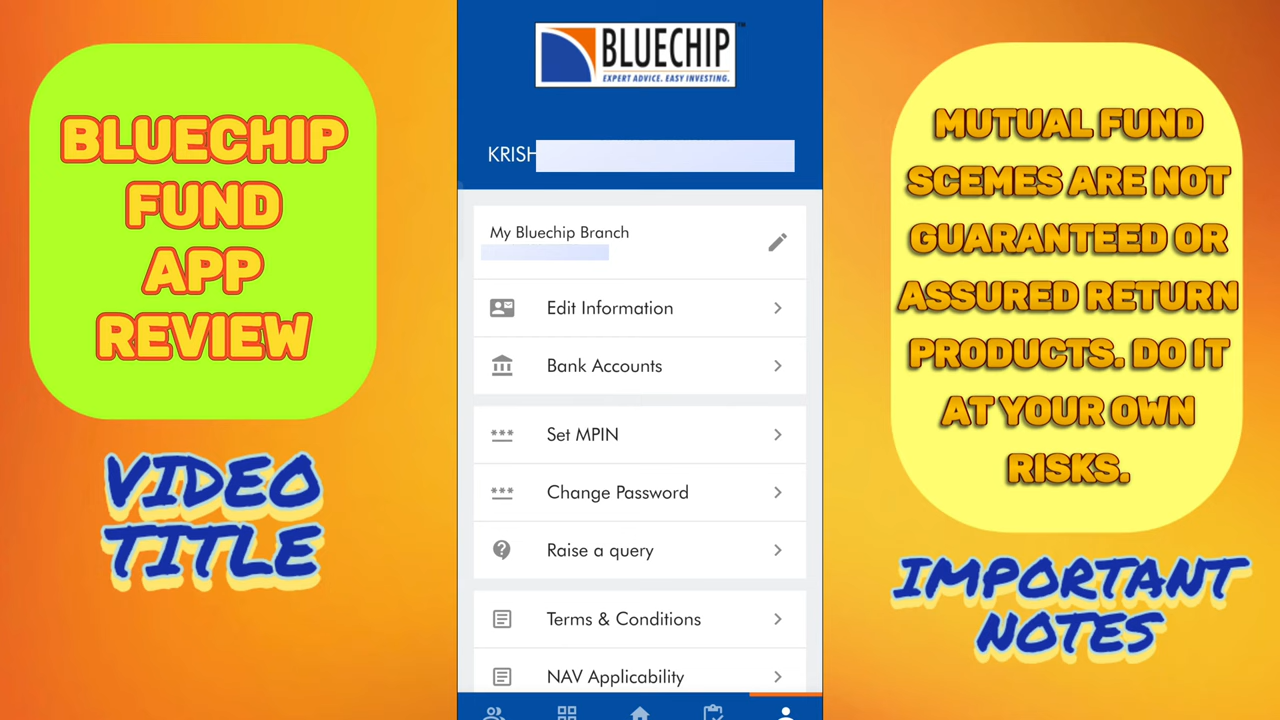 BLUECHIP
FUND
APP
REVIEW
VIDEO
TITLE
BLUECHIP
EXPERT ADVICE. EASY INVESTING.
KRISH
My Bluechip Branch
Edit Information
Bank Accounts
Set MPIN
Change Password
Raise a query
Terms & Conditions
NAV Applicability
MUTUAL FUND
SCEMES ARE NOT
GUARANTEED OR
ASSURED RETURN
PRODUCTS. DO IT
AT YOUR OWN
RISKS.
IMPORTANT
NOTES